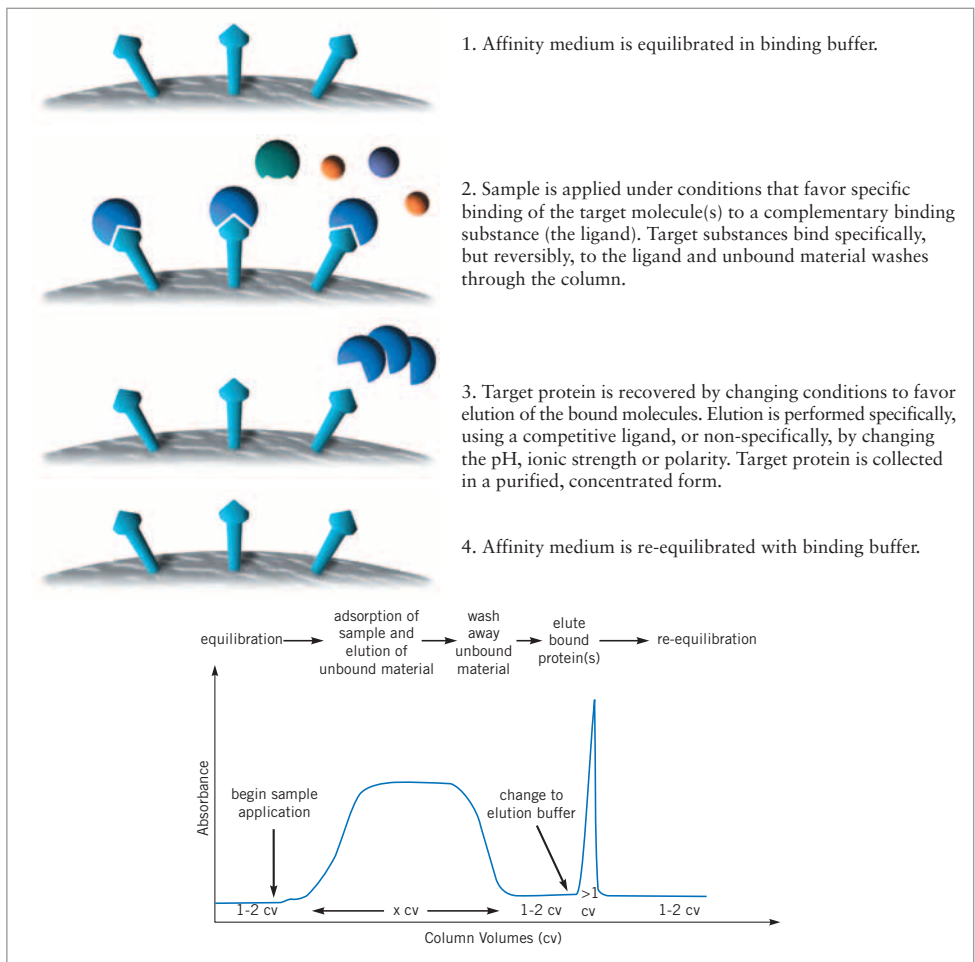 1. Affinity medium is equilibrated in binding buffer.
2. Sample is applied under conditions that favor specific
binding of the target molecule(s) to a complementary binding
substance (the ligand). Target substances bind specifically,
but reversibly, to the ligand and unbound material washes
through the column.
3. Target protein is recovered by changing conditions to favor
elution of the bound molecules. Elution is performed specifically,
using a competitive ligand, or non-specifically, by changing
the pH, ionic strength or polarity. Target protein is collected
in a purified, concentrated form.
4. Affinity medium is re-equilibrated with binding buffer.
equilibration
adsorption of
sample and
elution of
unbound material
wash
away
unbound
material
elute
bound
protein(s)
re-equilibration
Absorbance
begin sample
application
change to
elution buffer
1-2 cv
x cv
1-2 cv
>1
cv
1-2 cv
Column Volumes (cv)